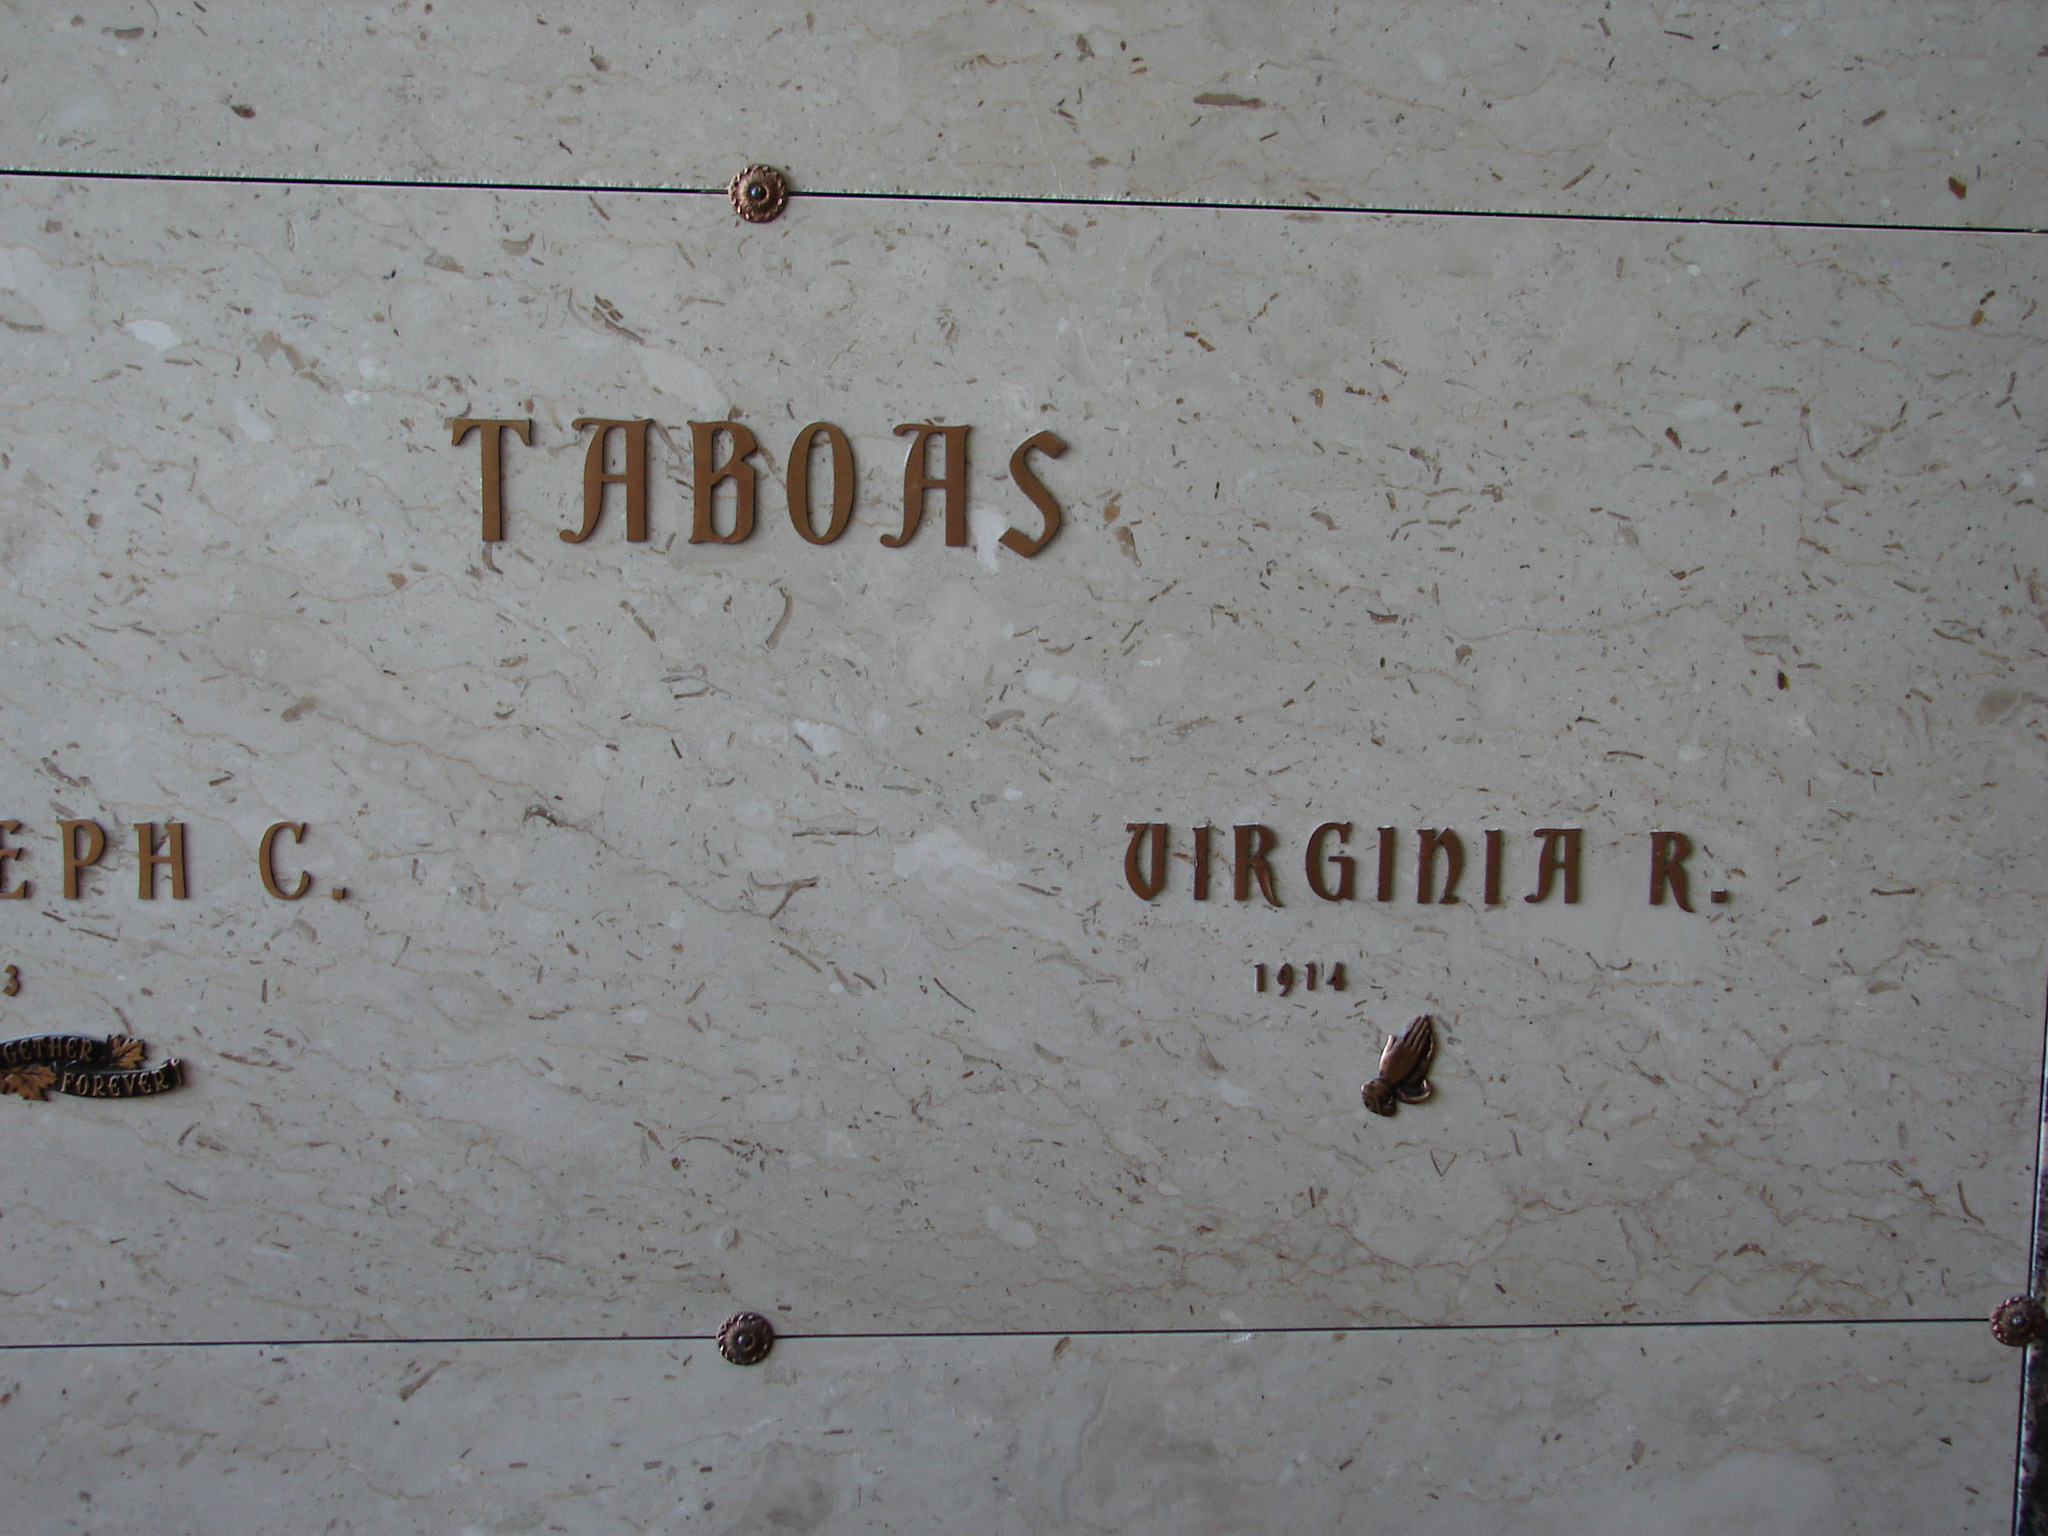 TABOAS
EPH C.
VIRGINIA R.
3
1914
GETHER
FOREVER